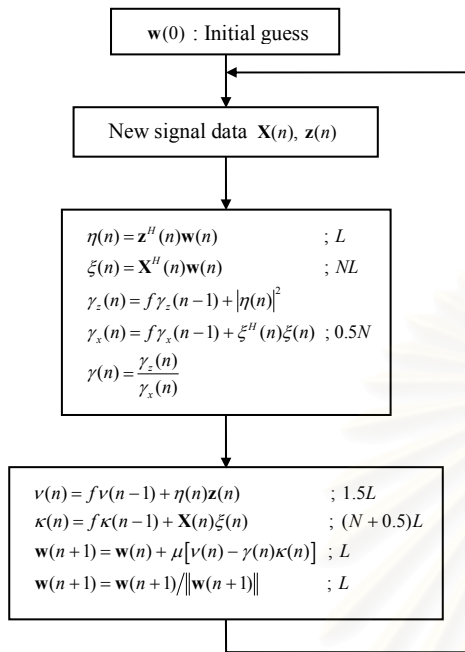 w(0) : Initial guess
New signal data X(n), z(n)
η(n) = z^H(n)w(n) ; L
ξ(n) = X^H(n)w(n) ; NL
γ_z(n) = fγ_z(n−1) + |η(n)|^2
γ_x(n) = fγ_x(n−1) + ξ^H(n)ξ(n) ; 0.5N
γ(n) = γ_z(n) / γ_x(n)
ν(n) = fν(n−1) + η(n)z(n) ; 1.5L
κ(n) = fκ(n−1) + X(n)ξ(n) ; (N + 0.5)L
w(n+1) = w(n) + μ[ν(n) − γ(n)κ(n)] ; L
w(n+1) = w(n+1)/‖w(n+1)‖ ; L